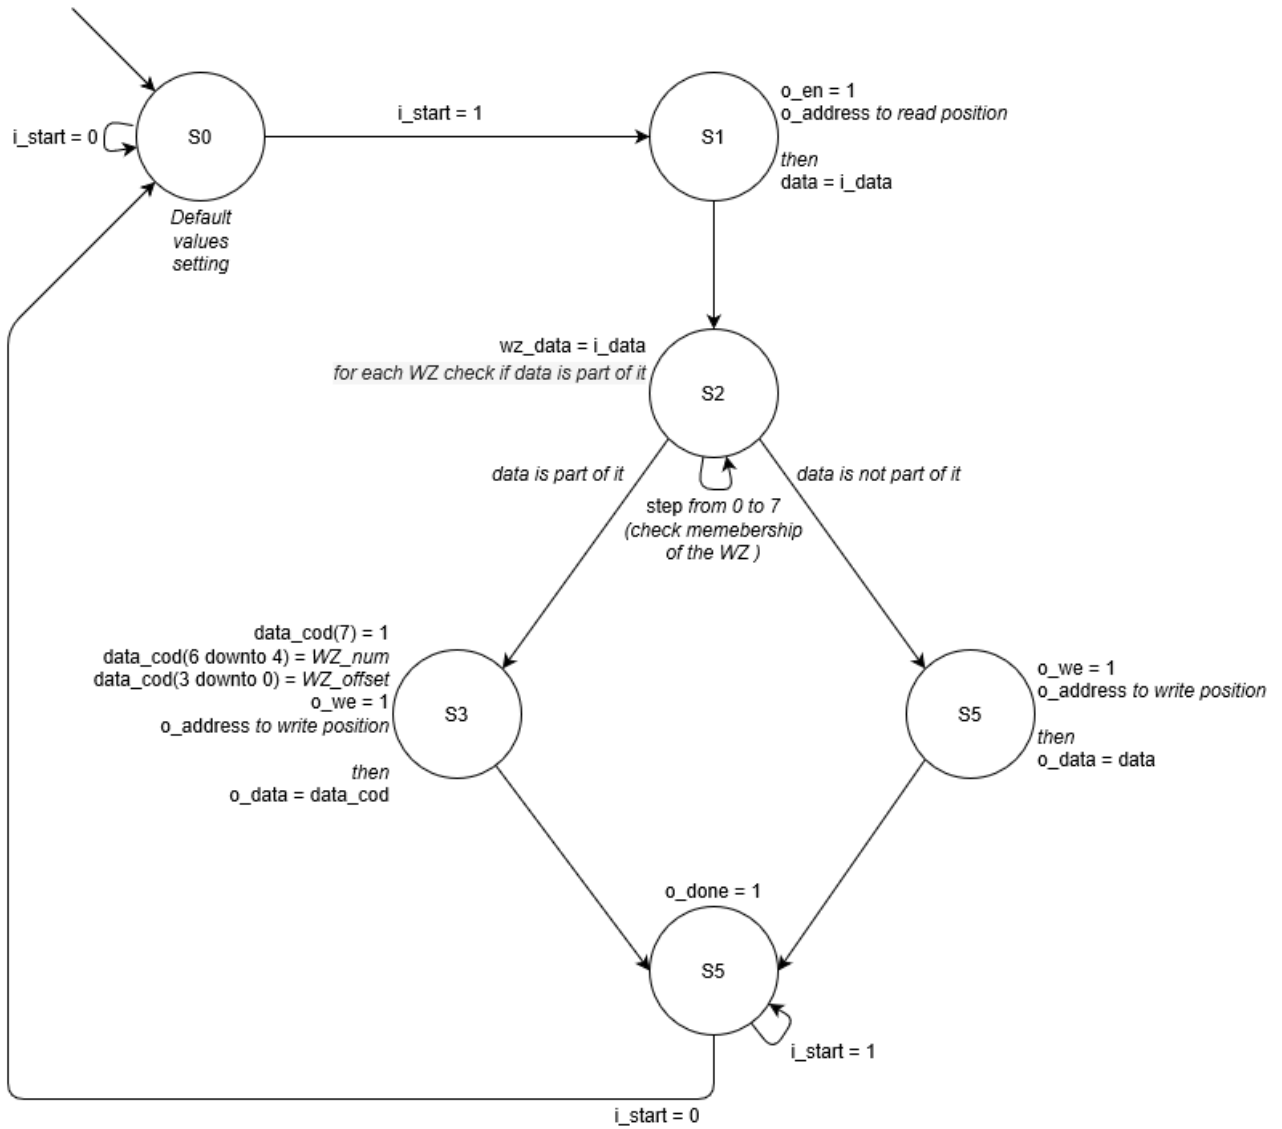 i_start = 0
S0
Default
values
setting
i_start = 1
S1
o_en = 1
o_address to read position
then
data = i_data
wz_data = i_data
for each WZ check if data is part of it
S2
data is part of it
data is not part of it
step from 0 to 7
(check memebership
of the WZ )
data_cod(7) = 1
data_cod(6 downto 4) = WZ_num
data_cod(3 downto 0) = WZ_offset
o_we = 1
o_address to write position
then
o_data = data_cod
S3
S5
o_we = 1
o_address to write position
then
o_data = data
o_done = 1
S5
i_start = 1
i_start = 0